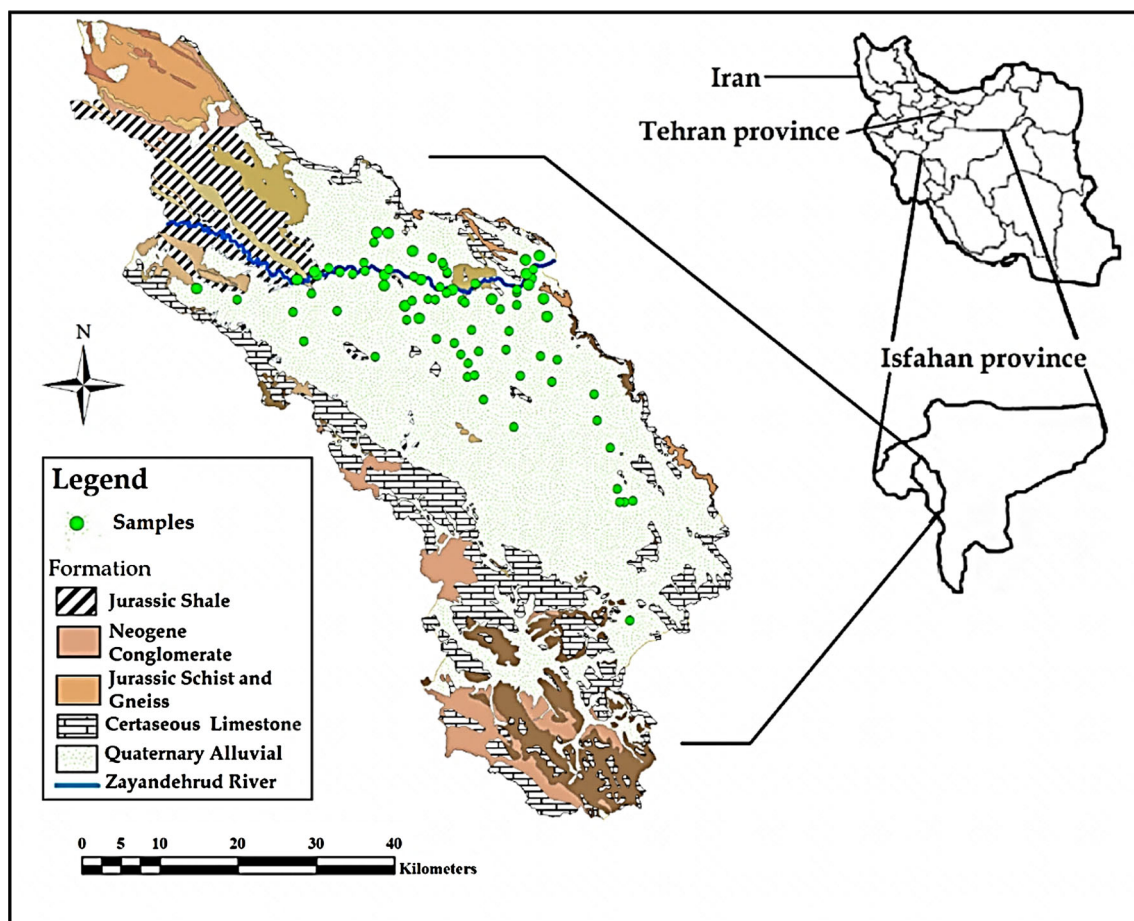 Iran
Tehran province
Isfahan province
N
Legend
Samples
Formation
Jurassic Shale
Neogene
Conglomerate
Jurassic Schist and
Gneiss
Certaseous Limestone
Quaternary Alluvial
Zayandehrud River
0 5 10 20 30 40
Kilometers